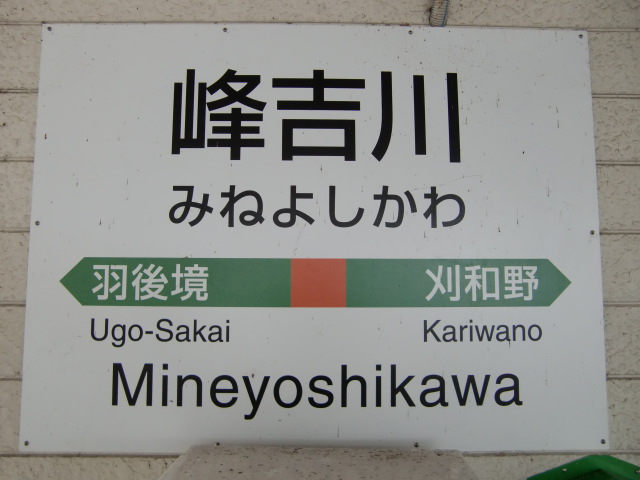 峰吉川
みねよしかわ
羽後境 刈和野
Ugo-Sakai Kariwano
Mineyoshikawa